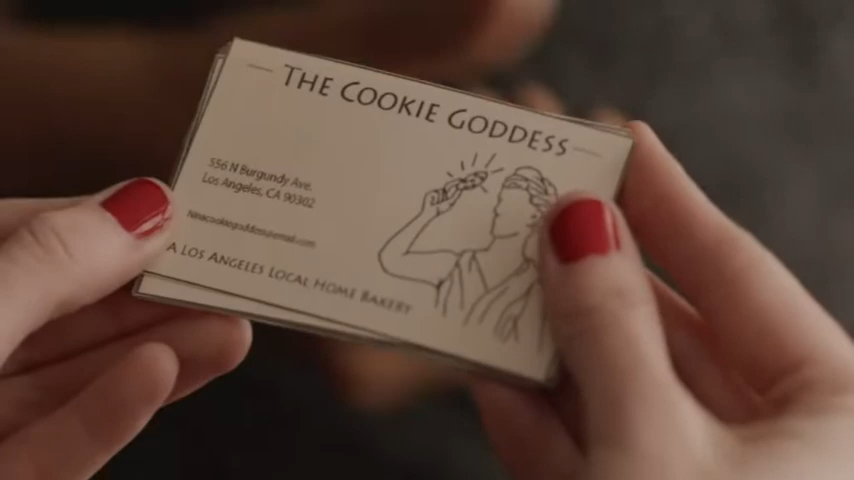 THE COOKIE GODDESS
556 N Burgundy Ave.
Los Angeles, CA 90302
A LOS ANGELES LOCAL HOME BAKERY